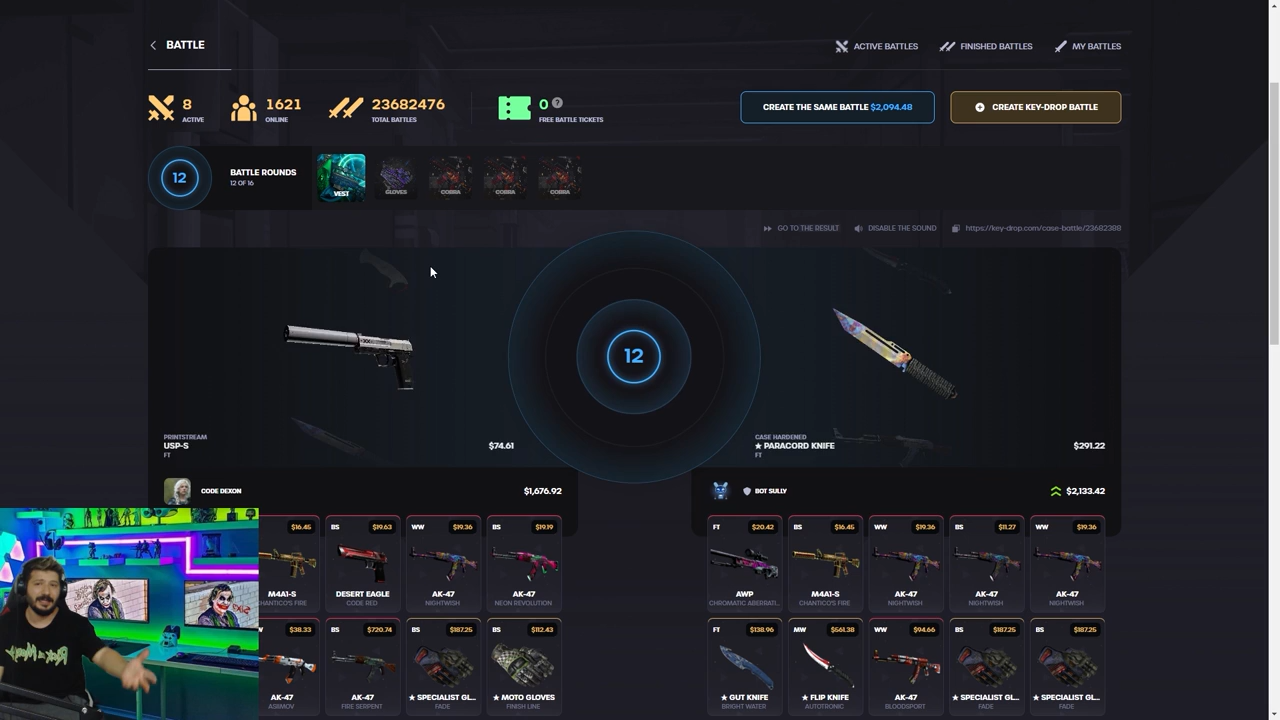 BATTLE
ACTIVE BATTLES
FINISHED BATTLES
MY BATTLES
8
ACTIVE
1621
ONLINE
23682476
TOTAL BATTLES
0 ?
FREE BATTLE TICKETS
CREATE THE SAME BATTLE $2,094.48
CREATE KEY-DROP BATTLE
12
BATTLE ROUNDS
12 OF 16
VEST
GLOVES
COBRA
COBRA
COBRA
GO TO THE RESULT
DISABLE THE SOUND
https://key-drop.com/case-battle/23682388
12
PRINTSTREAM
USP-S
FT
$74.61
CASE HARDENED
★ PARACORD KNIFE
FT
$291.22
CODE DEXON
$1,676.92
BOT SULLY
$2,133.42
$16.45
M4A1-S
CHANTICO'S FIRE
BS $19.63
DESERT EAGLE
CODE RED
WW $19.36
AK-47
NIGHTWISH
BS $19.19
AK-47
NEON REVOLUTION
FT $20.42
AWP
CHROMATIC ABERRATI...
BS $16.45
M4A1-S
CHANTICO'S FIRE
WW $19.36
AK-47
NIGHTWISH
BS $11.27
AK-47
NIGHTWISH
WW $19.36
AK-47
NIGHTWISH
$38.33
AK-47
ASIIMOV
BS $720.74
AK-47
FIRE SERPENT
BS $187.25
★ SPECIALIST GL...
FADE
BS $112.43
★ MOTO GLOVES
FINISH LINE
FT $138.96
★ GUT KNIFE
BRIGHT WATER
MW $561.38
★ FLIP KNIFE
AUTOTRONIC
WW $94.66
AK-47
BLOODSPORT
BS $187.25
★ SPECIALIST GL...
FADE
BS $187.25
★ SPECIALIST GL...
FADE